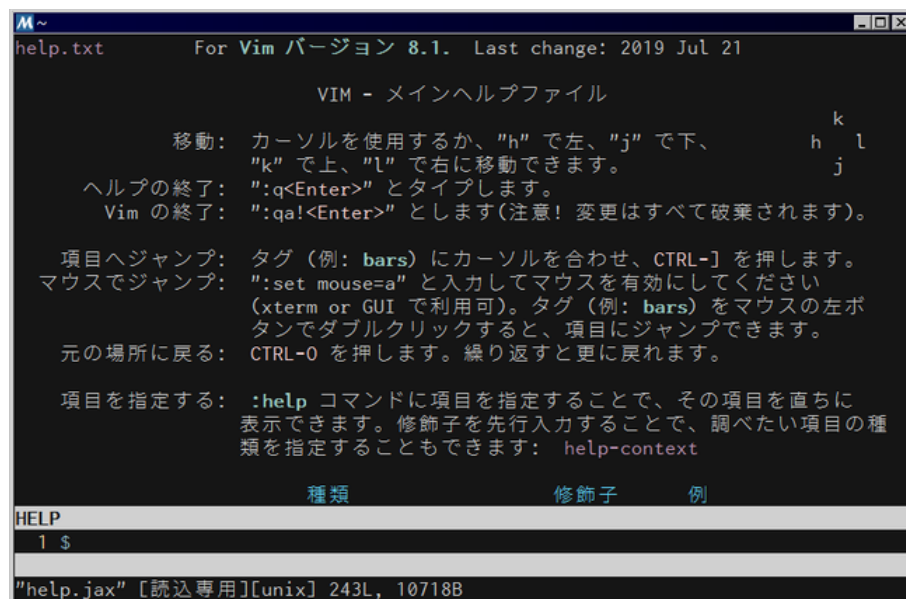 M ~
help.txt For Vim バージョン 8.1. Last change: 2019 Jul 21
VIM - メインヘルプファイル
k
移動: カーソルを使用するか、"h" で左、"j" で下、 h l
"k" で上、"l" で右に移動できます。 j
ヘルプの終了: ":q<Enter>" とタイプします。
Vim の終了: ":qa!<Enter>" とします(注意! 変更はすべて破棄されます)。
項目へジャンプ: タグ (例: bars) にカーソルを合わせ、CTRL-] を押します。
マウスでジャンプ: ":set mouse=a" と入力してマウスを有効にしてください
(xterm or GUI で利用可)。タグ (例: bars) をマウスの左ボ
タンでダブルクリックすると、項目にジャンプできます。
元の場所に戻る: CTRL-O を押します。繰り返すと更に戻れます。
項目を指定する: :help コマンドに項目を指定することで、その項目を直ちに
表示できます。修飾子を先行入力することで、調べたい項目の種
類を指定することもできます: help-context
種類 修飾子 例
HELP
1 $
"help.jax" [読込専用][unix] 243L, 10718B